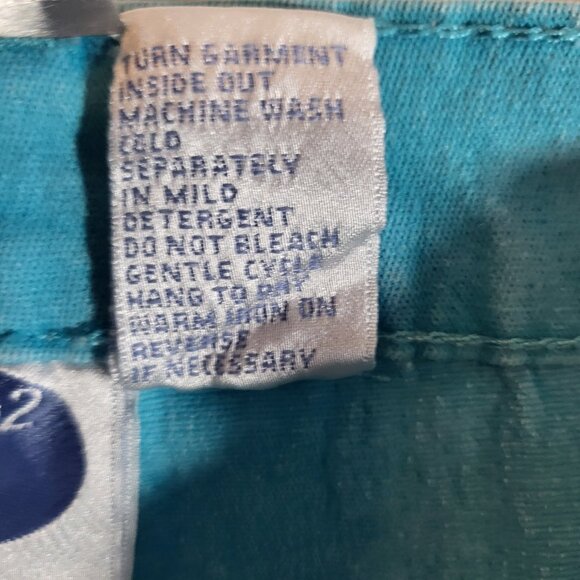 TURN GARMENT
INSIDE OUT
MACHINE WASH
COLD
SEPARATELY
IN MILD
DETERGENT
DO NOT BLEACH
GENTLE CYCLE
HANG TO DRY
WARM IRON ON
REVERSE
IF NECESSARY
2